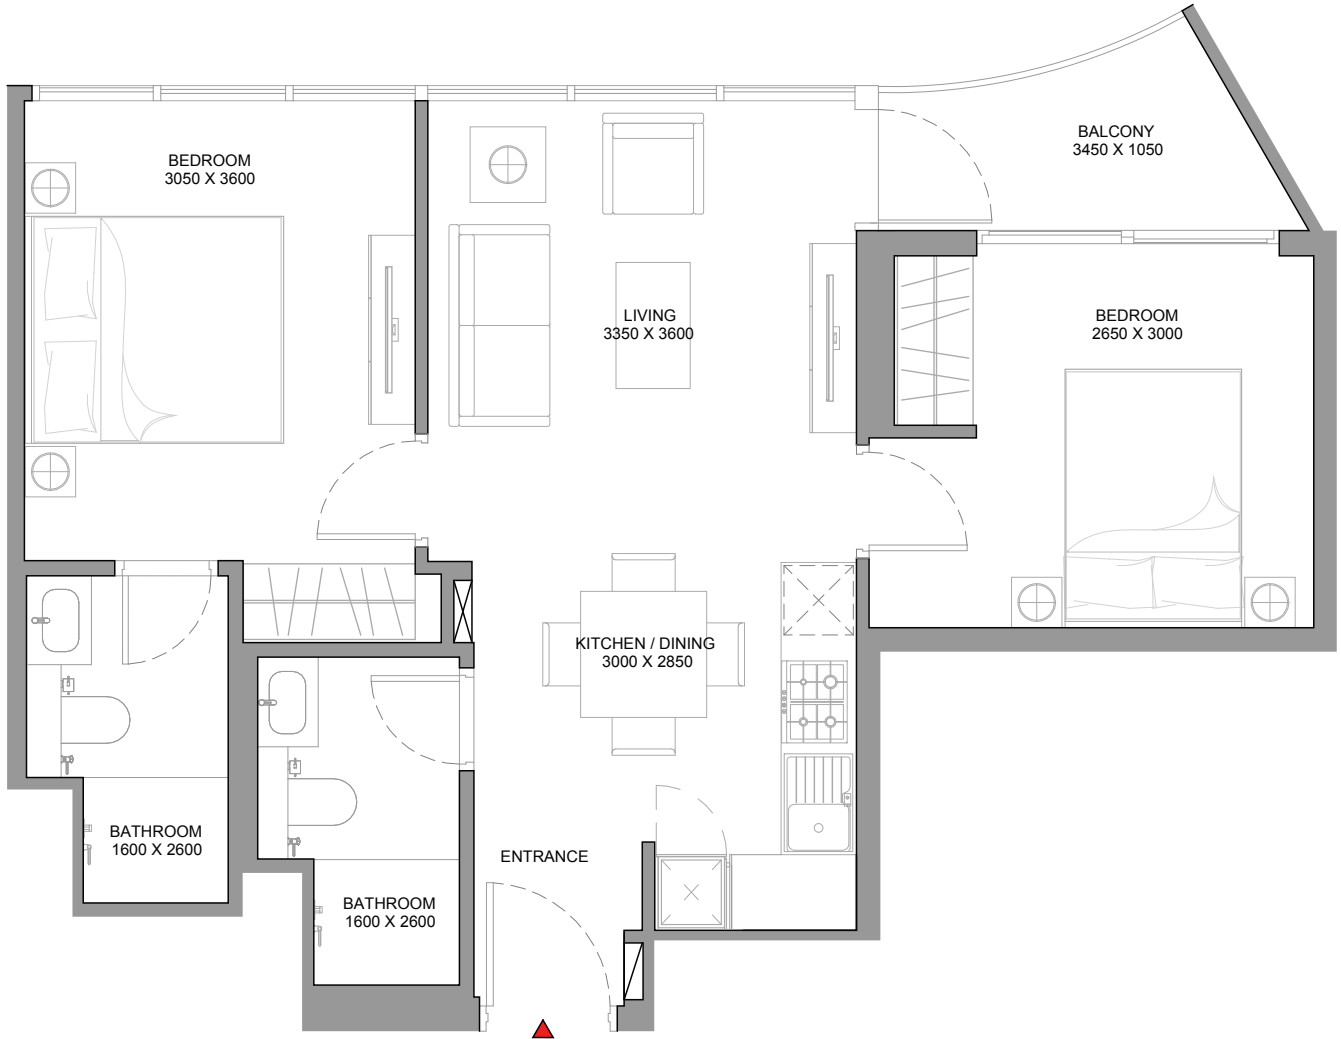 BALCONY
3450 X 1050
BEDROOM
3050 X 3600
LIVING
3350 X 3600
BEDROOM
2650 X 3000
KITCHEN / DINING
3000 X 2850
BATHROOM
1600 X 2600
ENTRANCE
BATHROOM
1600 X 2600